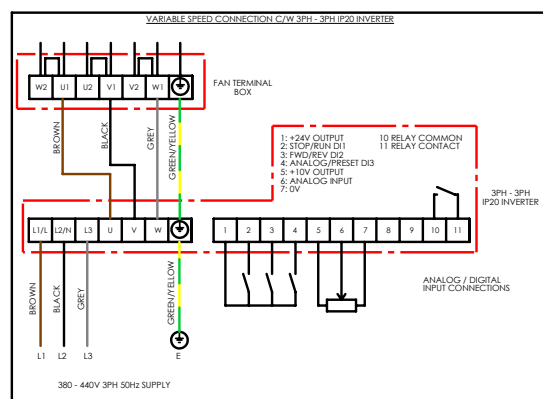 VARIABLE SPEED CONNECTION C/W 3PH - 3PH IP20 INVERTER
W2 U1 U2 V1 V2 W1
FAN TERMINAL
BOX
BROWN
BLACK
GREY
GREEN/YELLOW
1: +24V OUTPUT
2: STOP/RUN DI1
3: FWD/REV DI2
4: ANALOG/PRESET DI3
5: +10V OUTPUT
6: ANALOG INPUT
7: 0V
10 RELAY COMMON
11 RELAY CONTACT
3PH - 3PH
IP20 INVERTER
L1/L L2/N L3 U V W
1 2 3 4 5 6 7 8 9 10 11
BROWN
BLACK
GREY
GREEN/YELLOW
ANALOG / DIGITAL
INPUT CONNECTIONS
L1 L2 L3 E
380 - 440V 3PH 50Hz SUPPLY